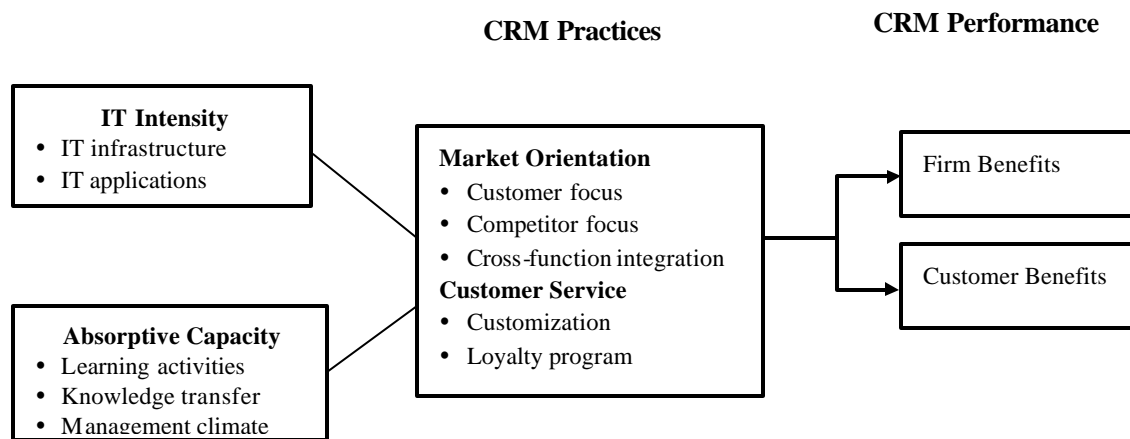 CRM Practices
CRM Performance
IT Intensity
• IT infrastructure
• IT applications
Absorptive Capacity
• Learning activities
• Knowledge transfer
• Management climate
Market Orientation
• Customer focus
• Competitor focus
• Cross-function integration
Customer Service
• Customization
• Loyalty program
Firm Benefits
Customer Benefits